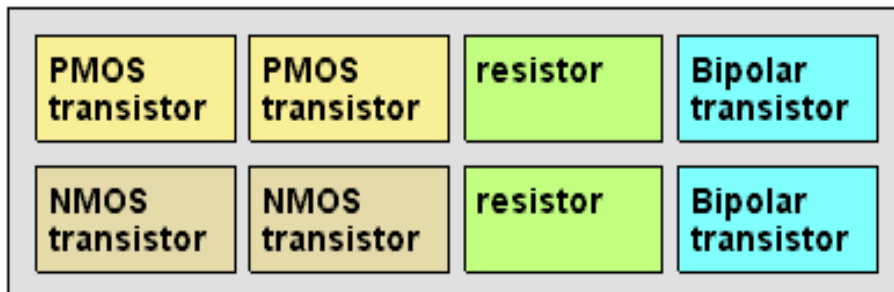 PMOS
transistor
PMOS
transistor
resistor
Bipolar
transistor
NMOS
transistor
NMOS
transistor
resistor
Bipolar
transistor